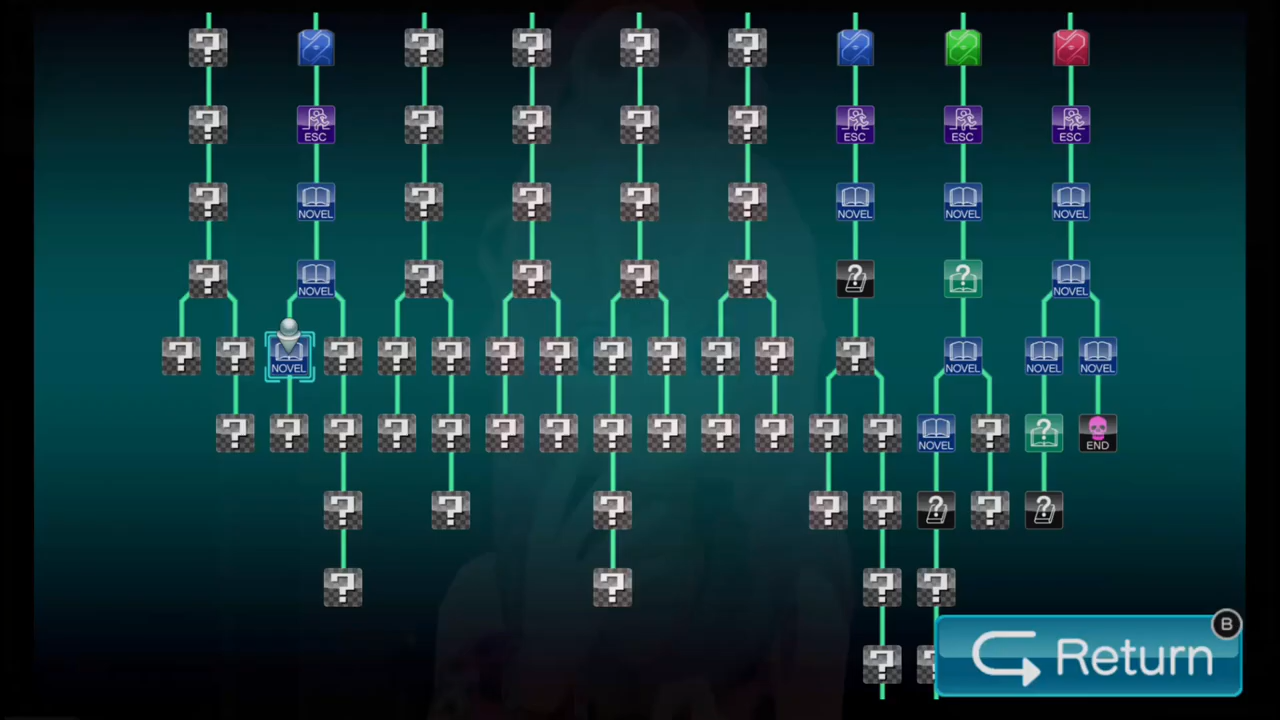 ? ? ? ? ?
? ESC ? ? ? ? ESC ESC ESC
? NOVEL ? ? ? ? NOVEL NOVEL NOVEL
? NOVEL ? ? ? ? ? ? NOVEL
? ? NOVEL ? ? ? ? ? ? ? ? ? ? NOVEL NOVEL NOVEL
? ? ? ? ? ? ? ? ? ? ? ? ? NOVEL ? ? END
? ? ? ? ? ? ? ?
? ? ? ?
B
? ? Return